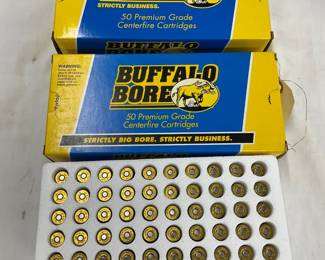 STRICTLY BUSINESS.
50 Premium Grade
Centerfire Cartridges
WARNING:
BUFFALO
BORE
50 Premium Grade
Centerfire Cartridges
STRICTLY BIG BORE. STRICTLY BUSINESS.